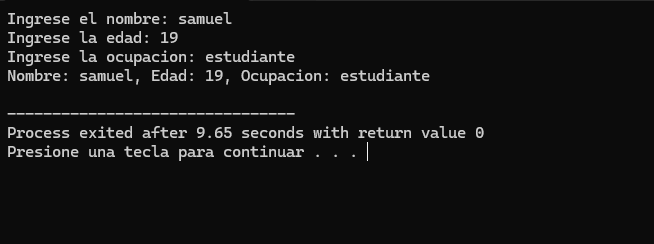 Ingrese el nombre: samuel
Ingrese la edad: 19
Ingrese la ocupacion: estudiante
Nombre: samuel, Edad: 19, Ocupacion: estudiante
--------------------------------
Process exited after 9.65 seconds with return value 0
Presione una tecla para continuar . . .